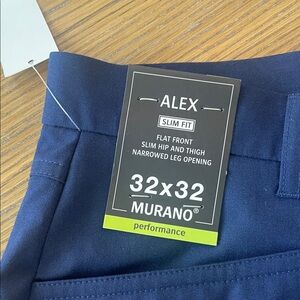 ALEX
SLIM FIT
FLAT FRONT
SLIM HIP AND THIGH
NARROWED LEG OPENING
32x32
MURANO®
performance